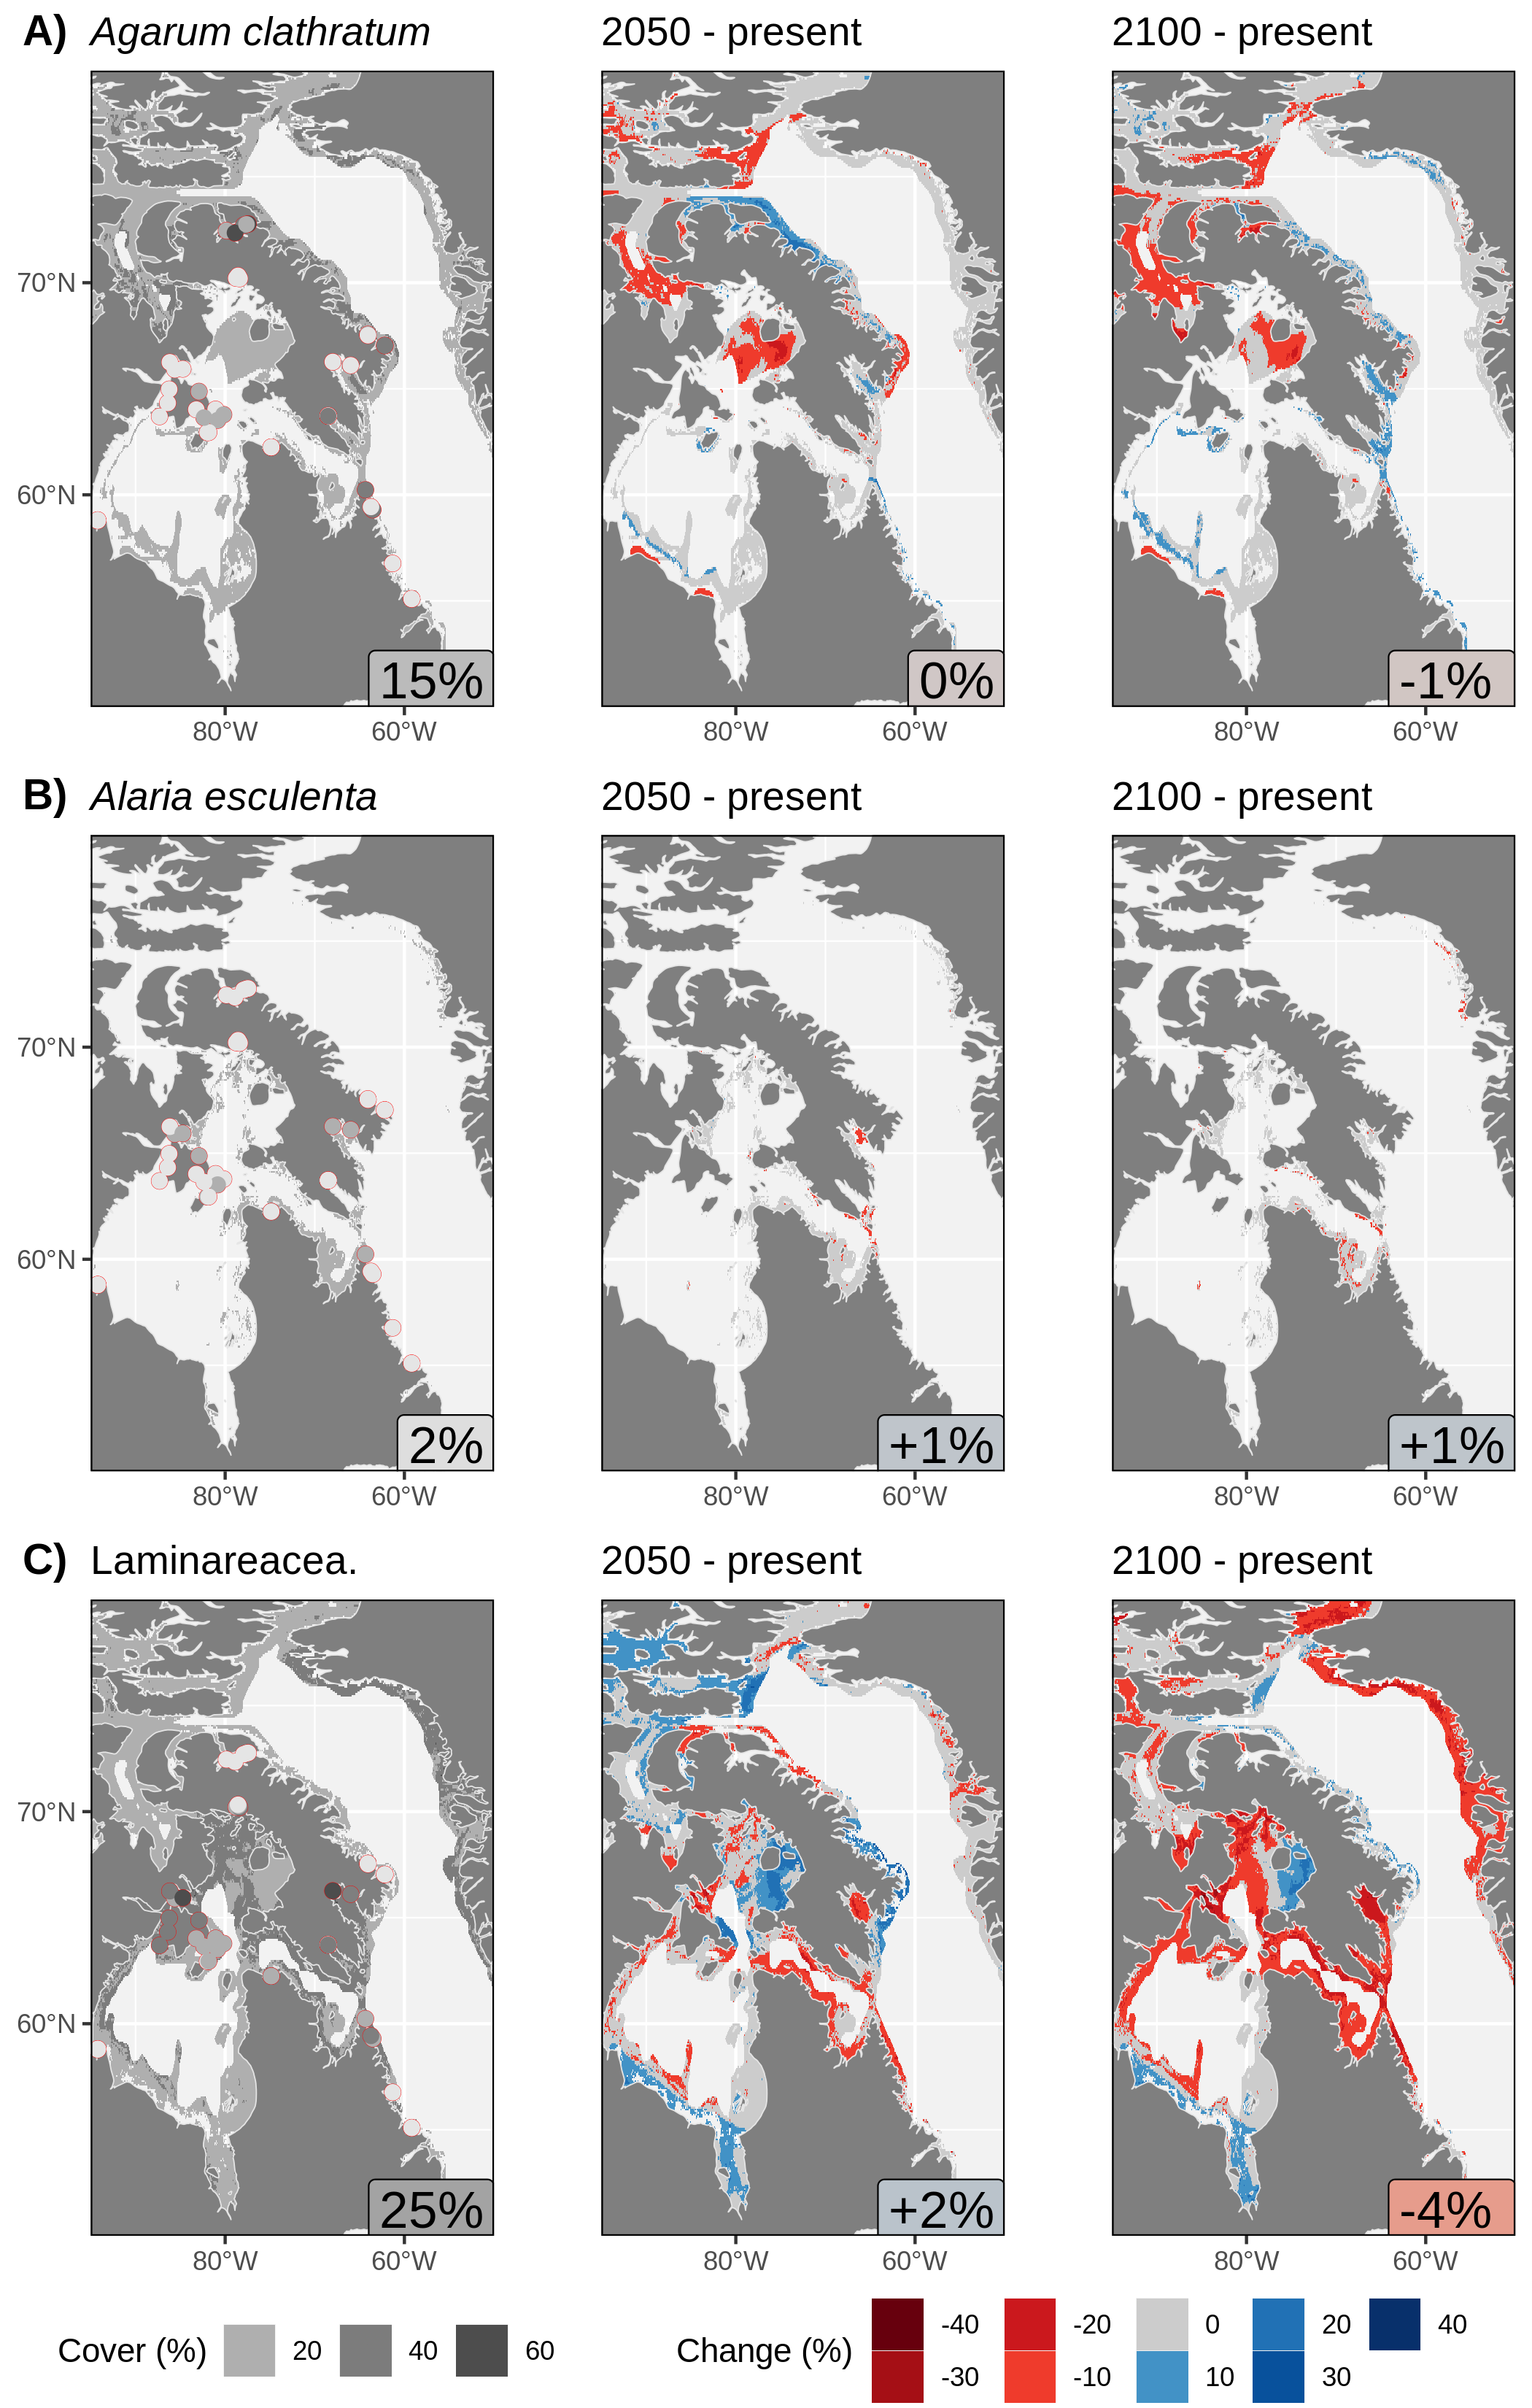 A) Agarum clathratum 2050 - present 2100 - present
70°N
60°N
15% 0% -1%
80°W 60°W 80°W 60°W 80°W 60°W
B) Alaria esculenta 2050 - present 2100 - present
70°N
60°N
2% +1% +1%
80°W 60°W 80°W 60°W 80°W 60°W
C) Laminareacea. 2050 - present 2100 - present
70°N
60°N
25% +2% -4%
80°W 60°W 80°W 60°W 80°W 60°W
Cover (%) 20 40 60
Change (%) -40 -20 0 20 40
-30 -10 10 30